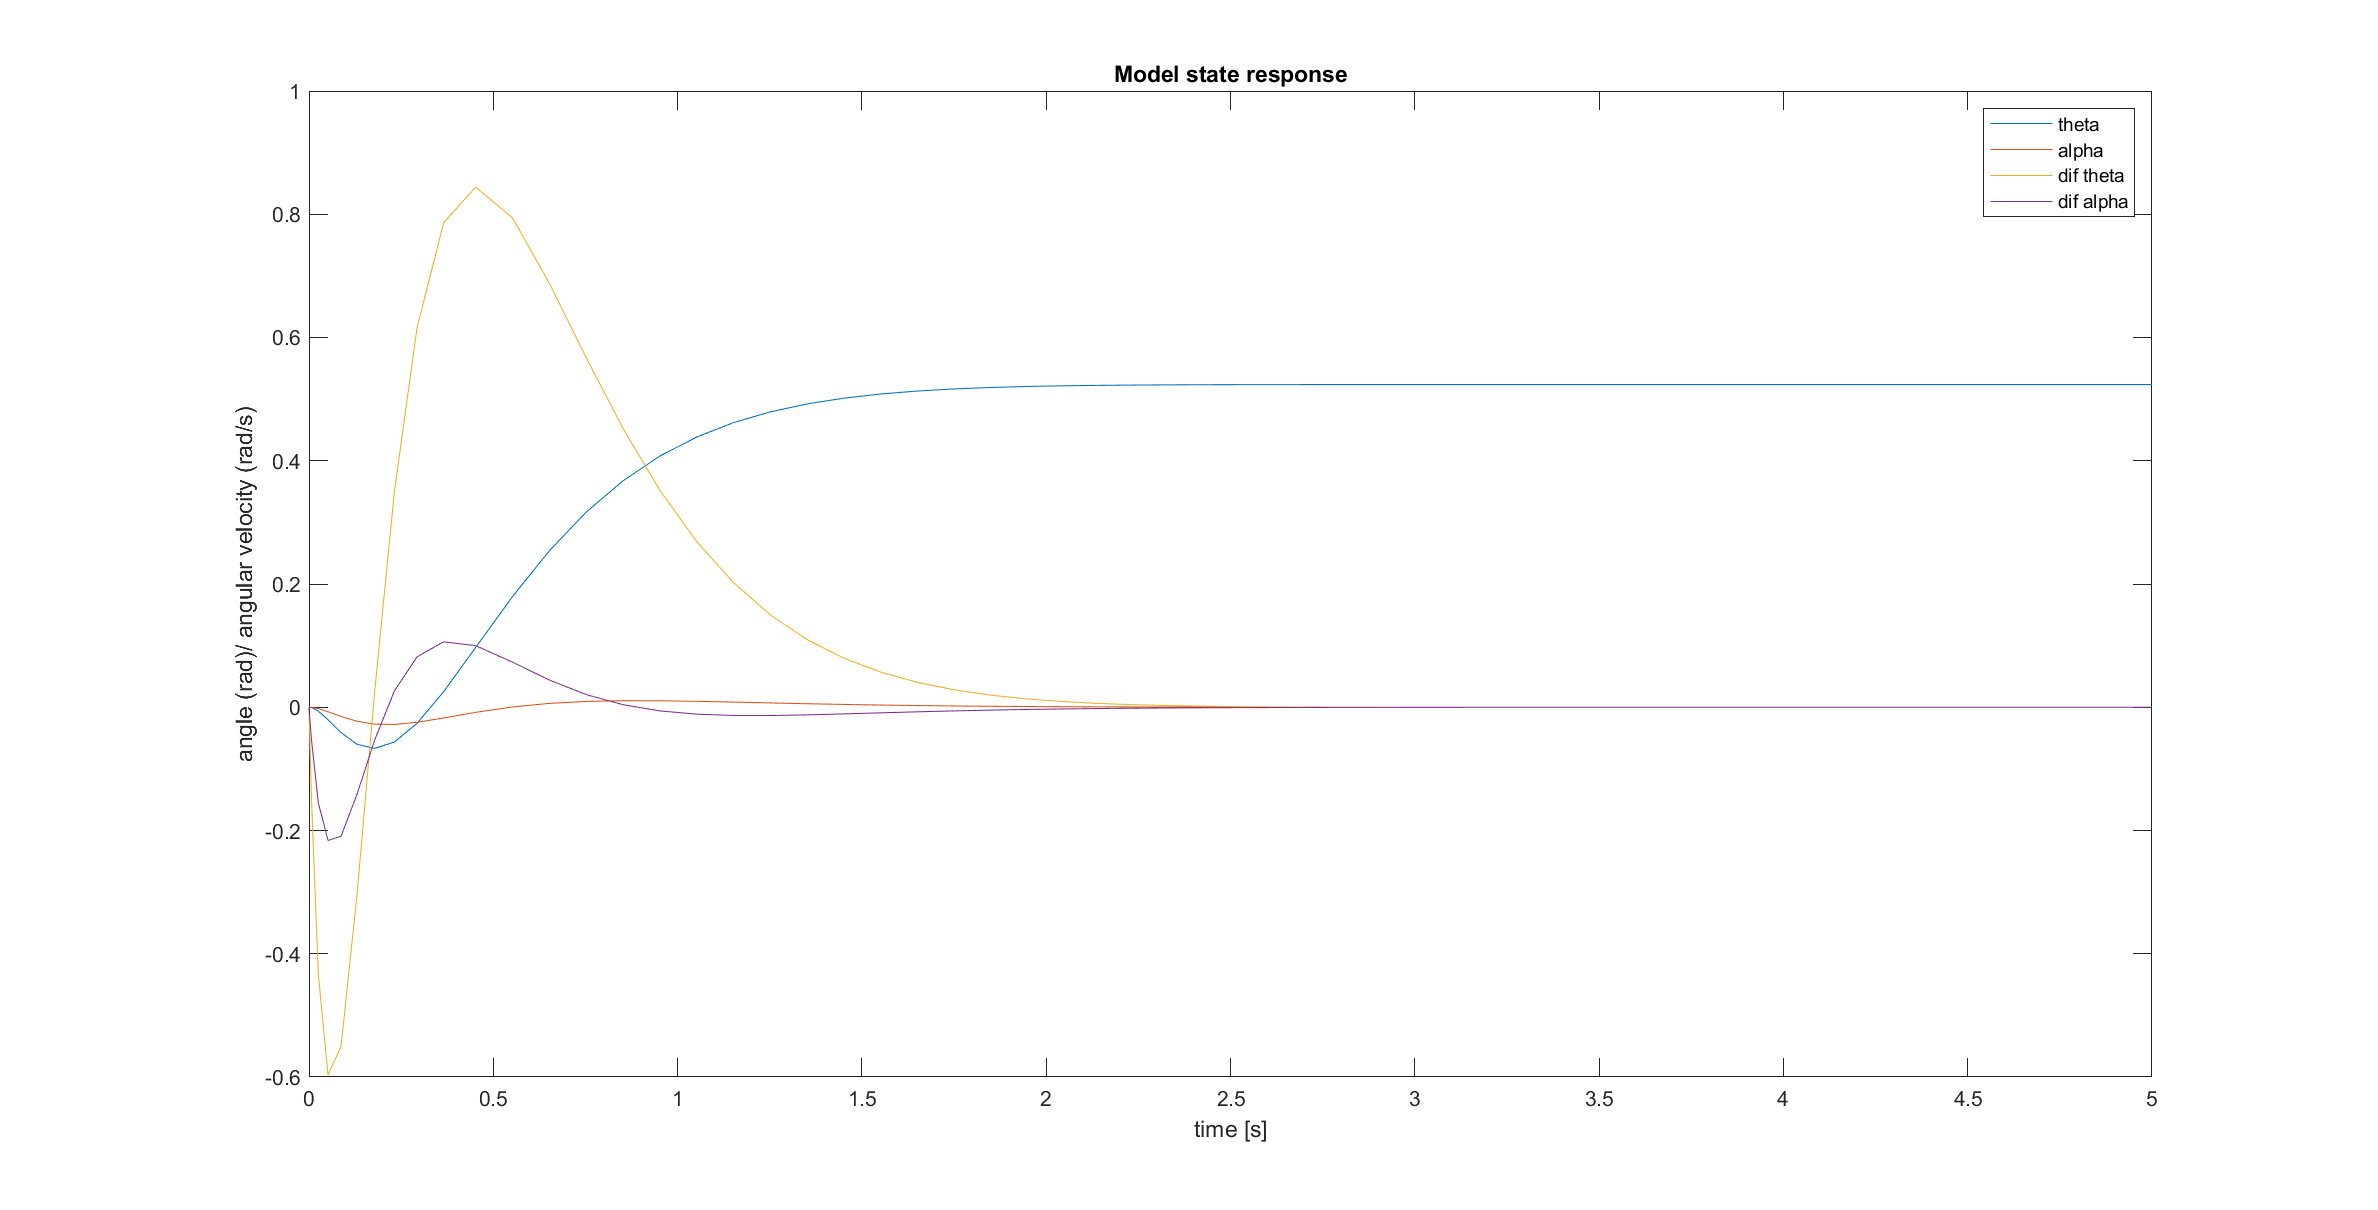 Model state response
1
0.8
0.6
0.4
0.2
0
-0.2
-0.4
-0.6
angle (rad)/ angular velocity (rad/s)
theta
alpha
dif theta
dif alpha
0 0.5 1 1.5 2 2.5 3 3.5 4 4.5 5
time [s]